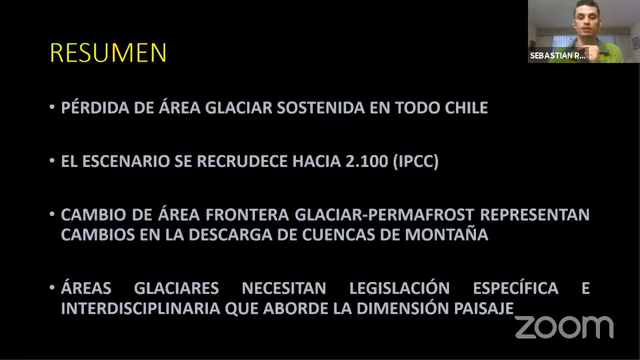 SEBASTIAN R...
RESUMEN
• PÉRDIDA DE ÁREA GLACIAR SOSTENIDA EN TODO CHILE
• EL ESCENARIO SE RECRUDECE HACIA 2.100 (IPCC)
• CAMBIO DE ÁREA FRONTERA GLACIAR-PERMAFROST REPRESENTAN
CAMBIOS EN LA DESCARGA DE CUENCAS DE MONTAÑA
• ÁREAS GLACIARES NECESITAN LEGISLACIÓN ESPECÍFICA E
INTERDISCIPLINARIA QUE ABORDE LA DIMENSIÓN PAISAJE
zoom